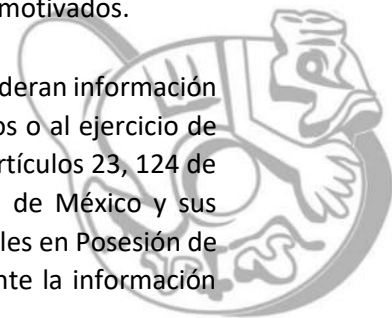 motivados.
deran información
os o al ejercicio de
rtículos 23, 124 de
de México y sus
les en Posesión de
nte la información